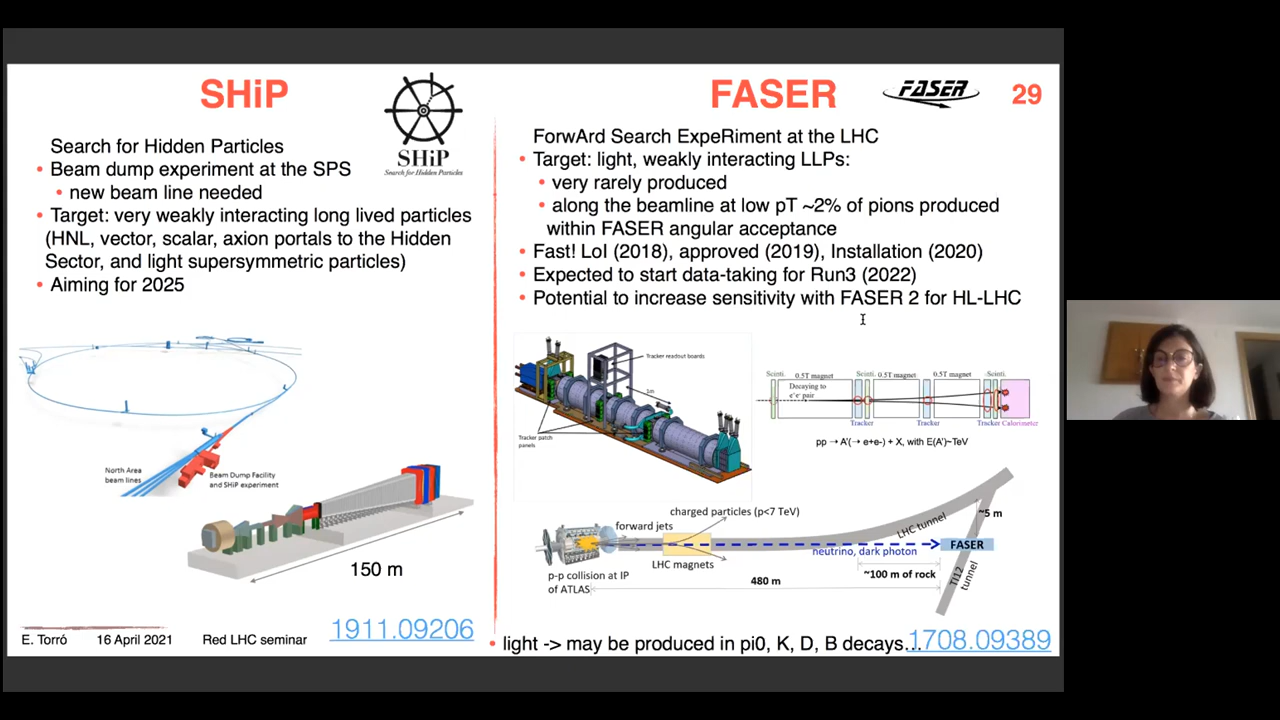 SHiP
SHiP
Search for Hidden Particles
Search for Hidden Particles
• Beam dump experiment at the SPS
• new beam line needed
• Target: very weakly interacting long lived particles
(HNL, vector, scalar, axion portals to the Hidden
Sector, and light supersymmetric particles)
• Aiming for 2025
North Area
beam lines
Beam Dump Facility
and SHiP experiment
150 m
E. Torró
16 April 2021
Red LHC seminar
1911.09206
FASER
FASER
29
ForwArd Search ExpeRiment at the LHC
• Target: light, weakly interacting LLPs:
• very rarely produced
• along the beamline at low pT ~2% of pions produced
within FASER angular acceptance
• Fast! LoI (2018), approved (2019), Installation (2020)
• Expected to start data-taking for Run3 (2022)
• Potential to increase sensitivity with FASER 2 for HL-LHC
Tracker readout boards
1m
Tracker patch
panels
Scinti. 0.5T magnet Scinti. 0.5T magnet 0.5T magnet Scinti.
Decaying to
e⁺e⁻ pair
Tracker Tracker Tracker Calorimeter
pp → A'(→ e+e-) + X, with E(A')~TeV
charged particles (p<7 TeV)
forward jets
LHC tunnel
~5 m
neutrino, dark photon
FASER
p-p collision at IP
of ATLAS
LHC magnets
480 m
~100 m of rock
TI12
tunnel
• light -> may be produced in pi0, K, D, B decays...
1708.09389